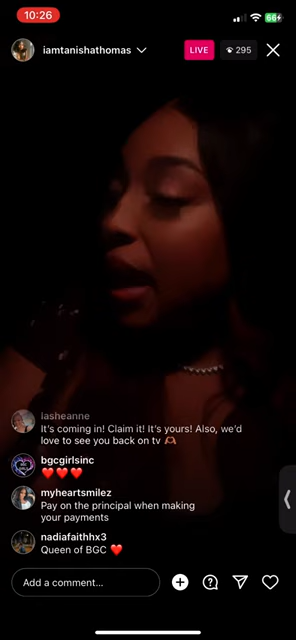 10:26
66
iamtanishathomas
LIVE
295
iasheanne
It's coming in! Claim it! It's yours! Also, we'd
love to see you back on tv 🫶🏽
bgcgirlsinc
❤️❤️❤️
myheartsmilez
Pay on the principal when making
your payments
nadiafaithhx3
Queen of BGC ❤️
Add a comment...